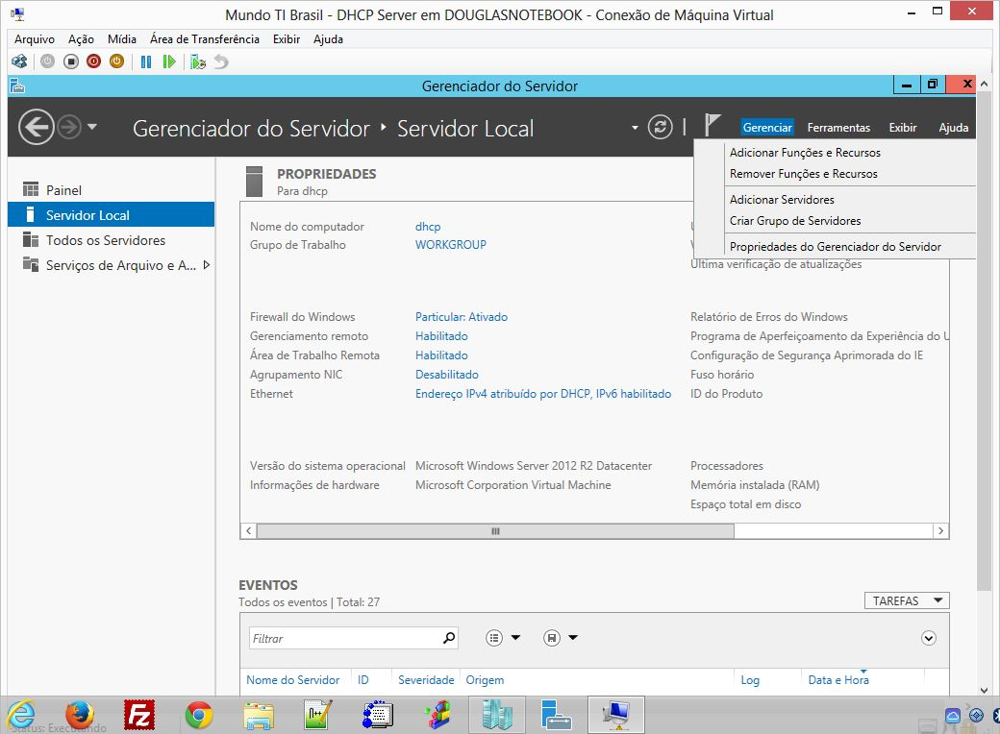 Mundo TI Brasil - DHCP Server em DOUGLASNOTEBOOK - Conexão de Máquina Virtual
Arquivo Ação Mídia Área de Transferência Exibir Ajuda
Gerenciador do Servidor
Gerenciador do Servidor Servidor Local
Gerenciar Ferramentas Exibir Ajuda
Adicionar Funções e Recursos
Remover Funções e Recursos
Adicionar Servidores
Criar Grupo de Servidores
Propriedades do Gerenciador do Servidor
Painel
Servidor Local
Todos os Servidores
Serviços de Arquivo e A...
PROPRIEDADES
Para dhcp
Nome do computador dhcp
Grupo de Trabalho WORKGROUP
Última verificação de atualizações
Firewall do Windows Particular: Ativado Relatório de Erros do Windows
Gerenciamento remoto Habilitado Programa de Aperfeiçoamento da Experiência do U
Área de Trabalho Remota Habilitado Configuração de Segurança Aprimorada do IE
Agrupamento NIC Desabilitado Fuso horário
Ethernet Endereço IPv4 atribuído por DHCP, IPv6 habilitado ID do Produto
Versão do sistema operacional Microsoft Windows Server 2012 R2 Datacenter Processadores
Informações de hardware Microsoft Corporation Virtual Machine Memória instalada (RAM)
Espaço total em disco
EVENTOS
Todos os eventos | Total: 27
TAREFAS
Filtrar
Nome do Servidor ID Severidade Origem Log Data e Hora
Status: Executando